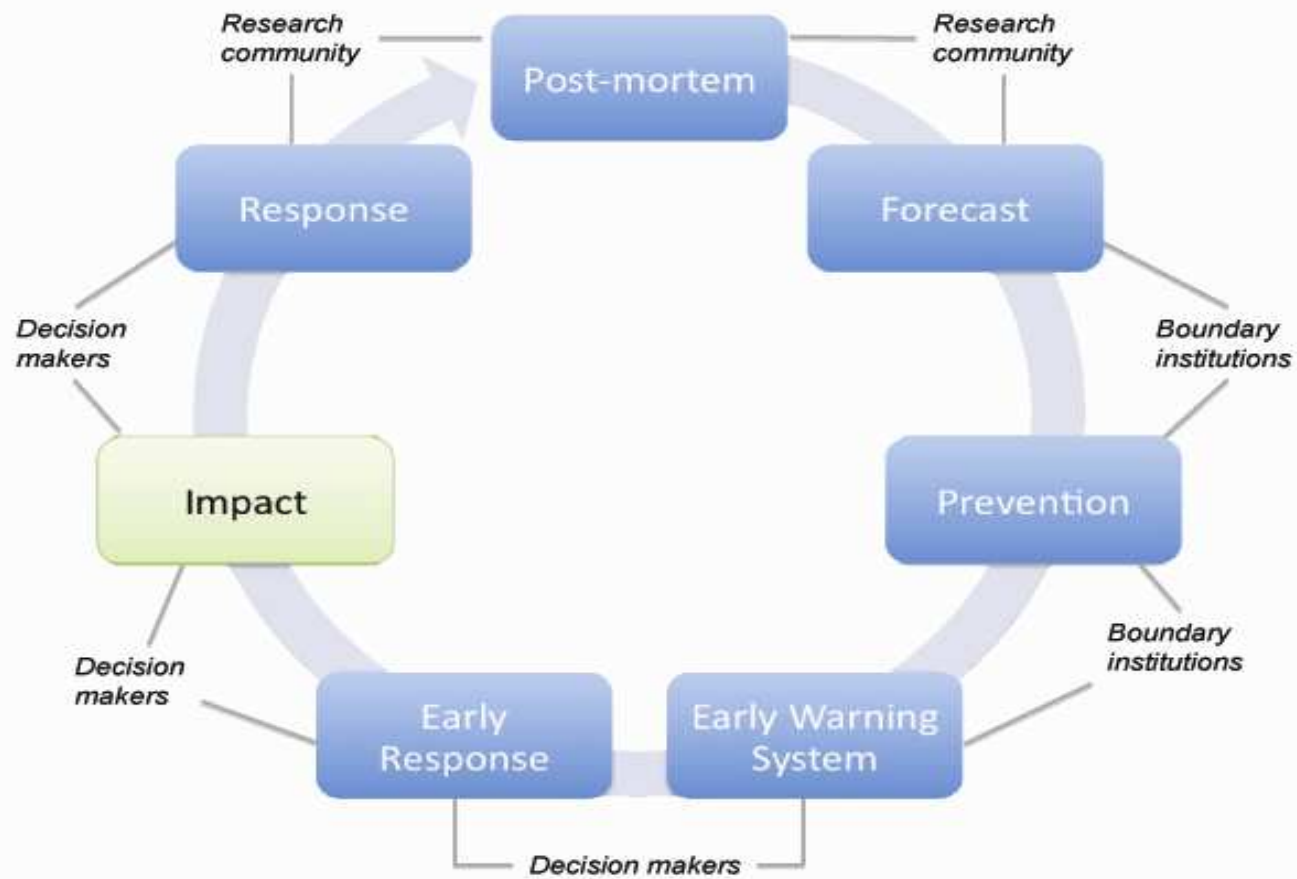 Research
community
Post-mortem
Research
community
Response
Forecast
Decision
makers
Boundary
institutions
Impact
Prevention
Decision
makers
Boundary
institutions
Early
Response
Early Warning
System
Decision makers